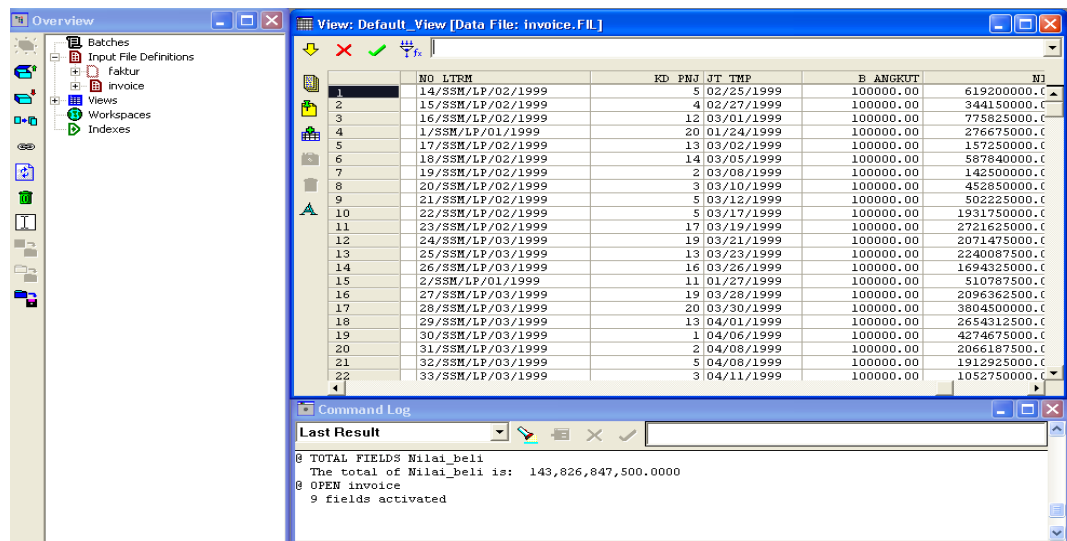 Overview
Batches
Input File Definitions
faktur
invoice
Views
Workspaces
Indexes
View: Default_View [Data File: invoice.FIL]
NO LTRM KD PNJ JT TMP B ANGKUT
1 14/SSM/LP/02/1999 5 02/25/1999 100000.00 619200000.
2 15/SSM/LP/02/1999 4 02/27/1999 100000.00 344150000.
3 16/SSM/LP/02/1999 12 03/01/1999 100000.00 775825000.
4 1/SSM/LP/01/1999 20 01/24/1999 100000.00 276675000.
5 17/SSM/LP/02/1999 13 03/02/1999 100000.00 157250000.
6 18/SSM/LP/02/1999 14 03/05/1999 100000.00 587840000.
7 19/SSM/LP/02/1999 2 03/08/1999 100000.00 142500000.
8 20/SSM/LP/02/1999 3 03/10/1999 100000.00 452850000.
9 21/SSM/LP/02/1999 5 03/12/1999 100000.00 502225000.
10 22/SSM/LP/02/1999 5 03/17/1999 100000.00 1931750000.
11 23/SSM/LP/02/1999 17 03/19/1999 100000.00 2721625000.
12 24/SSM/LP/03/1999 19 03/21/1999 100000.00 2071475000.
13 25/SSM/LP/03/1999 13 03/23/1999 100000.00 2240087500.
14 26/SSM/LP/03/1999 16 03/26/1999 100000.00 1694325000.
15 2/SSM/LP/01/1999 11 01/27/1999 100000.00 510787500.
16 27/SSM/LP/03/1999 19 03/28/1999 100000.00 2096362500.
17 28/SSM/LP/03/1999 20 03/30/1999 100000.00 3804500000.
18 29/SSM/LP/03/1999 13 04/01/1999 100000.00 2654312500.
19 30/SSM/LP/03/1999 1 04/06/1999 100000.00 4274675000.
20 31/SSM/LP/03/1999 2 04/08/1999 100000.00 2066187500.
21 32/SSM/LP/03/1999 5 04/08/1999 100000.00 1912925000.
22 33/SSM/LP/03/1999 3 04/11/1999 100000.00 1052750000.
Command Log
Last Result
@ TOTAL FIELDS Nilai_beli
The total of Nilai_beli is: 143,826,847,500.0000
@ OPEN invoice
9 fields activated